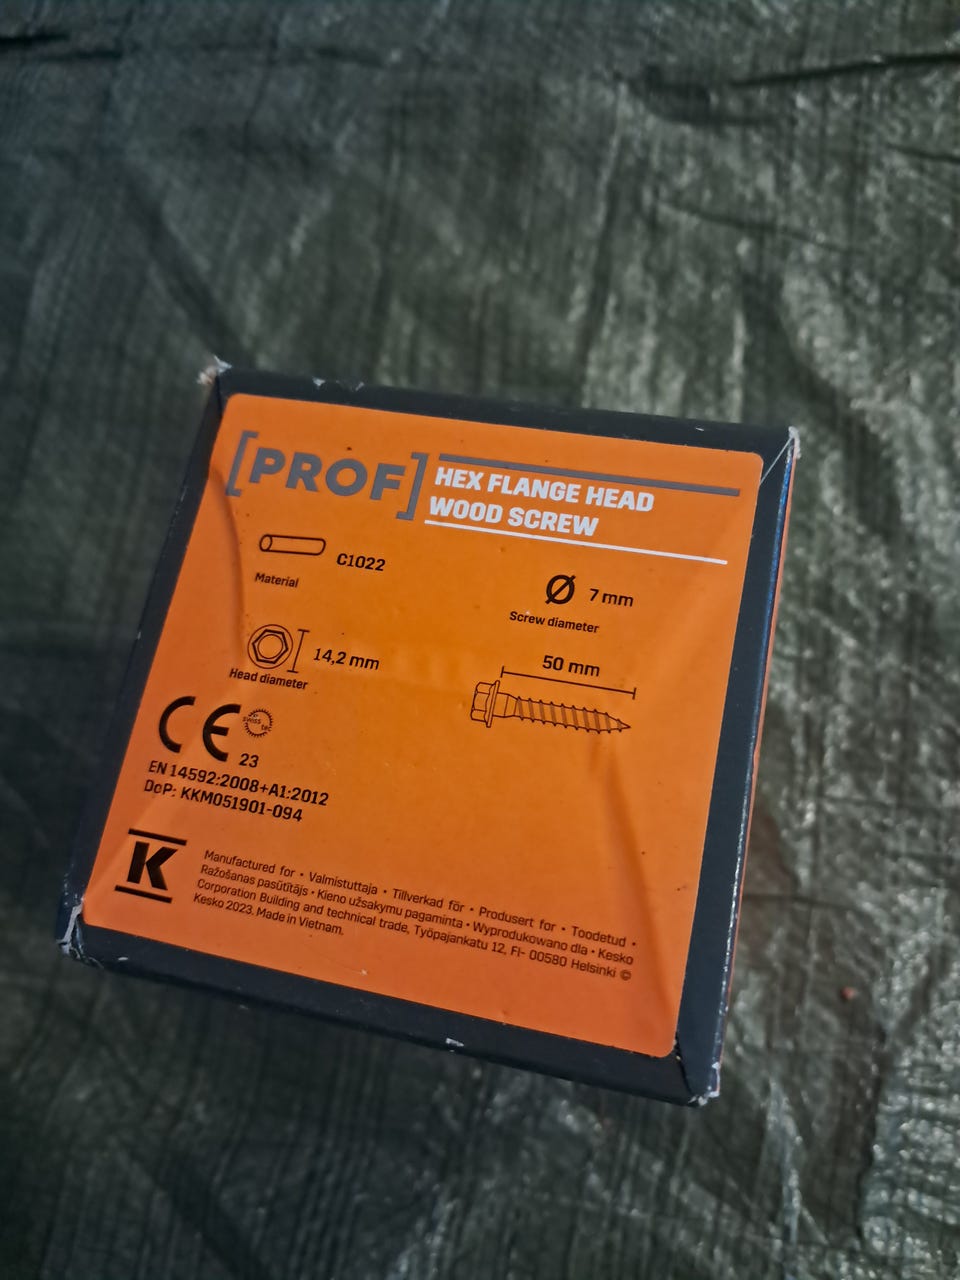 [PROF]
HEX FLANGE HEAD
WOOD SCREW
C1022
Material
Ø 7 mm
Screw diameter
14,2 mm
Head diameter
50 mm
CE
swiss tec
23
EN 14592:2008+A1:2012
DoP: KKM051901-094
K
Manufactured for • Valmistuttaja • Tillverkad för • Produsert for • Toodetud •
Ražošanas pasūtītājs • Kieno užsakymu pagaminta • Wyprodukowano dla • Kesko
Corporation Building and technical trade, Työpajankatu 12, FI- 00580 Helsinki ©
Kesko 2023. Made in Vietnam.